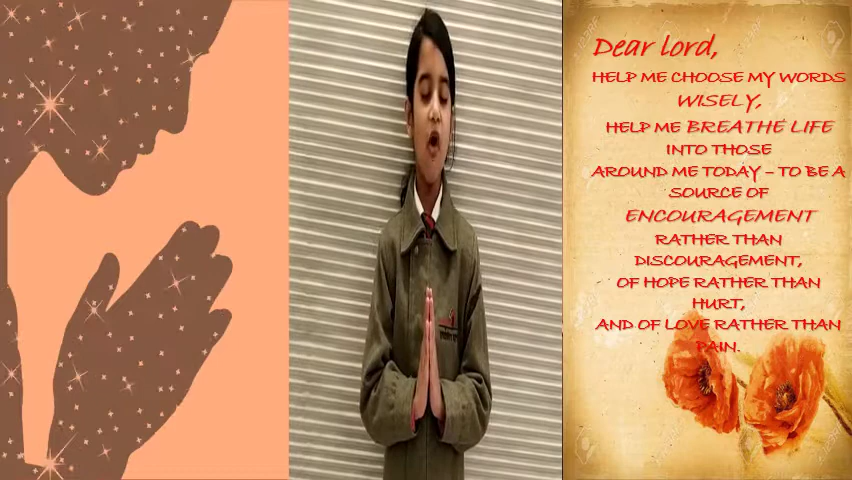 Dear Lord,
HELP ME CHOOSE MY WORDS
WISELY,
HELP ME BREATHE LIFE
INTO THOSE
AROUND ME TODAY – TO BE A
SOURCE OF
ENCOURAGEMENT
RATHER THAN
DISCOURAGEMENT,
OF HOPE RATHER THAN
HURT,
AND OF LOVE RATHER THAN
PAIN.